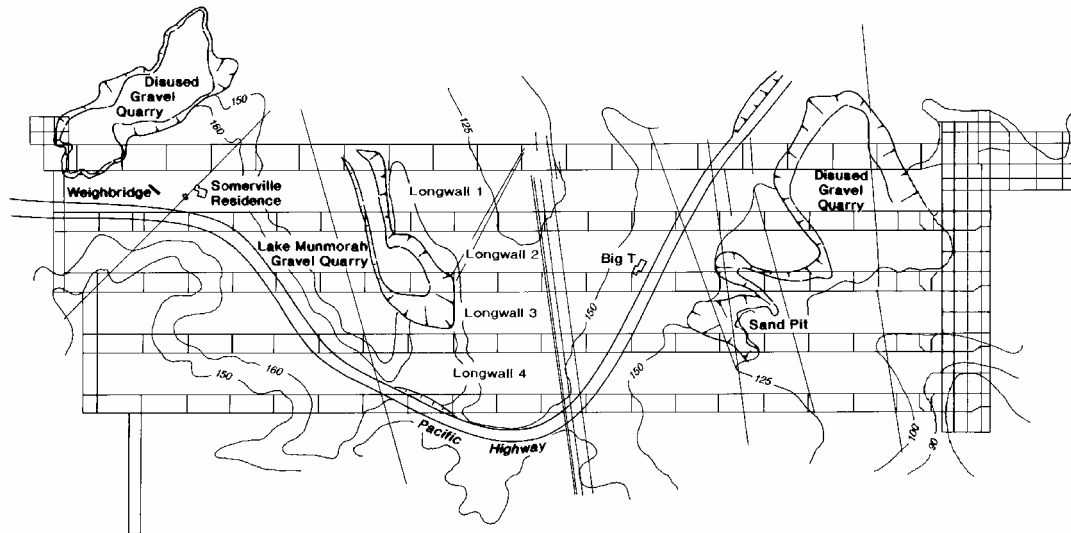 Disused
Gravel
Quarry
150
160
125
Weighbridge
Somerville
Residence
Longwall 1
Disused
Gravel
Quarry
Lake Munmorah
Gravel Quarry
Longwall 2
Big T
150
Longwall 3
Sand Pit
160
150
Longwall 4
150
125
Pacific Highway
100
90